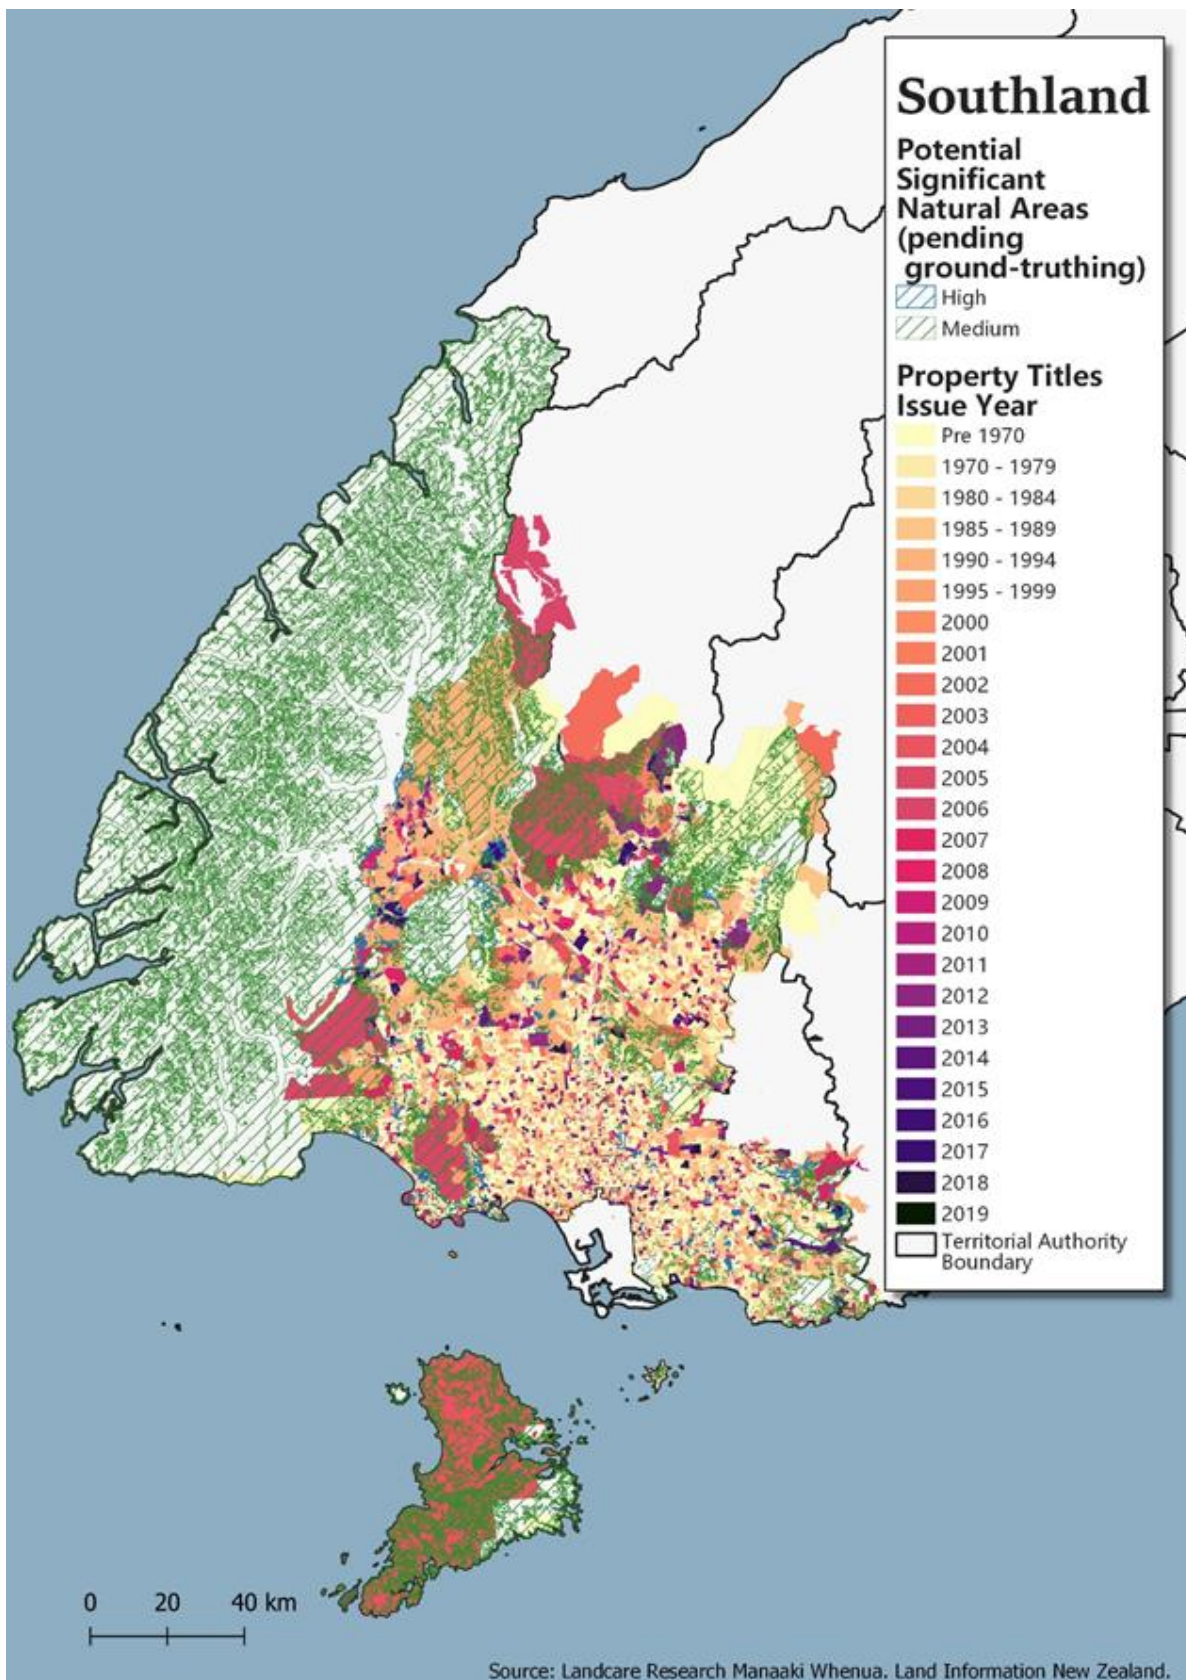 Southland
Potential
Significant
Natural Areas
(pending
ground-truthing)
High
Medium
Property Titles
Issue Year
Pre 1970
1970 - 1979
1980 - 1984
1985 - 1989
1990 - 1994
1995 - 1999
2000
2001
2002
2003
2004
2005
2006
2007
2008
2009
2010
2011
2012
2013
2014
2015
2016
2017
2018
2019
Territorial Authority
Boundary
0 20 40 km
Source: Landcare Research Manaaki Whenua. Land Information New Zealand.